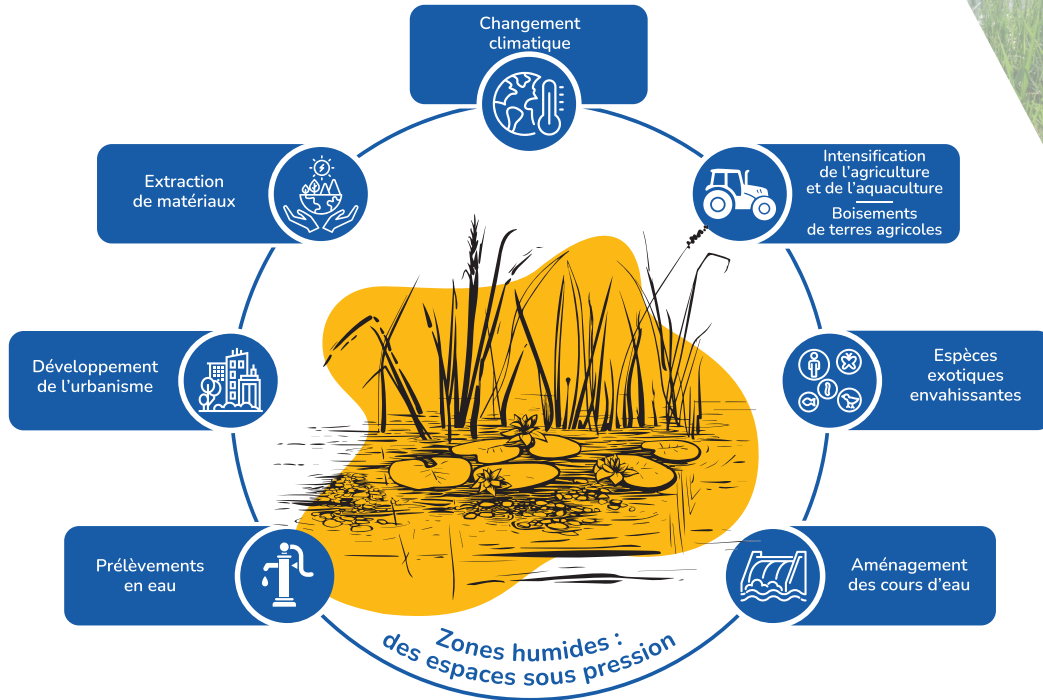 Changement
climatique
Intensification
de l'agriculture
et de l'aquaculture
Boisements
de terres agricoles
Espèces
exotiques
envahissantes
Aménagement
des cours d'eau
Zones humides :
des espaces sous pression
Prélèvements
en eau
Développement
de l'urbanisme
Extraction
de matériaux